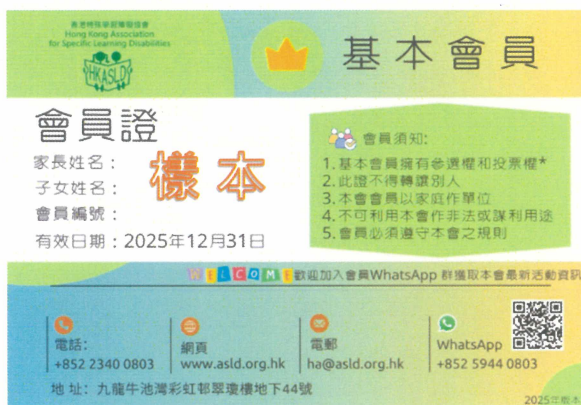 香港特殊學習障礙協會
Hong Kong Association
for Specific Learning Disabilities
HKASLD
基本會員
會員證
樣本
家長姓名：
子女姓名：
會員編號：
有效日期：2025年12月31日
會員須知:
1. 基本會員擁有參選權和投票權*
2. 此證不得轉讓別人
3. 本會會員以家庭作單位
4. 不可利用本會作非法或謀利用途
5. 會員必須遵守本會之規則
WELCOME 歡迎加入會員WhatsApp 群獲取本會最新活動資訊
電話:
+852 2340 0803
網頁
www.asld.org.hk
電郵
ha@asld.org.hk
WhatsApp
+852 5944 0803
地 址: 九龍牛池灣彩虹邨翠瓊樓地下44號
2025年版本